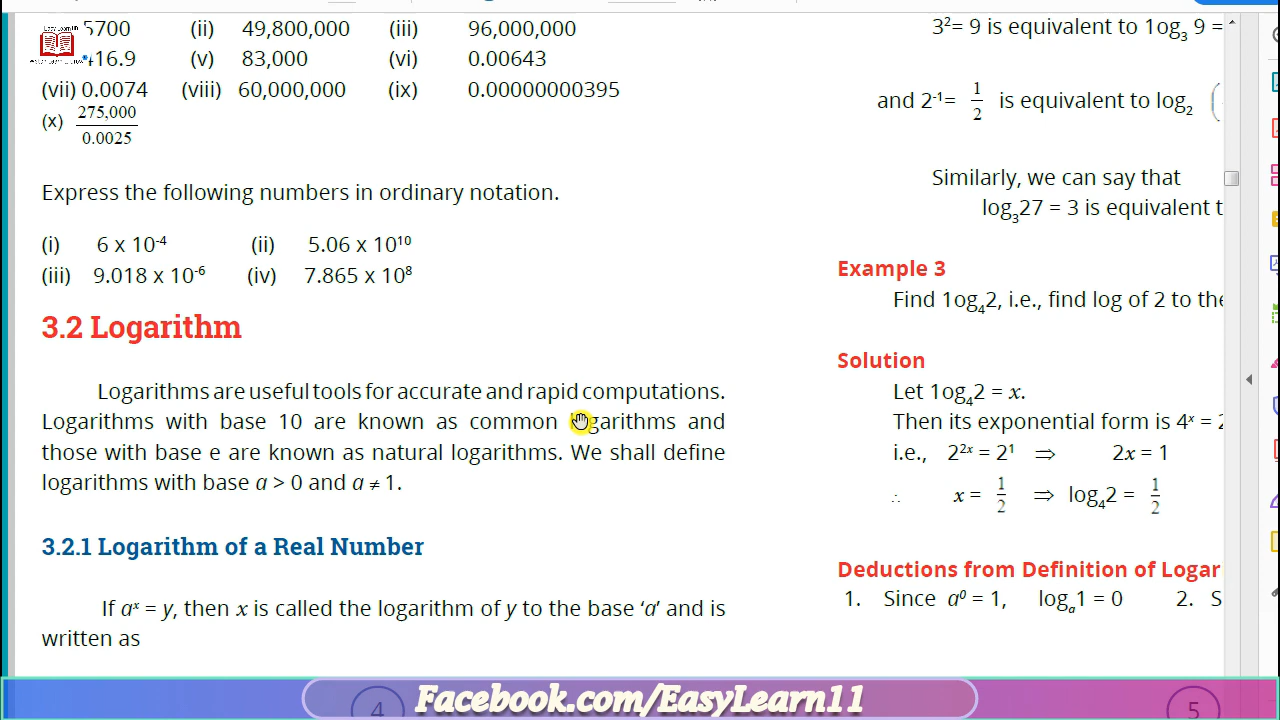 5700 (ii) 49,800,000 (iii) 96,000,000
416.9 (v) 83,000 (vi) 0.00643
(vii) 0.0074 (viii) 60,000,000 (ix) 0.00000000395
(x) 275,000
0.0025
Express the following numbers in ordinary notation.
(i) 6 x 10⁻⁴ (ii) 5.06 x 10¹⁰
(iii) 9.018 x 10⁻⁶ (iv) 7.865 x 10⁸
3.2 Logarithm
Logarithms are useful tools for accurate and rapid computations.
Logarithms with base 10 are known as common logarithms and
those with base e are known as natural logarithms. We shall define
logarithms with base a > 0 and a ≠ 1.
3.2.1 Logarithm of a Real Number
If aˣ = y, then x is called the logarithm of y to the base ‘a’ and is
written as
4
3²= 9 is equivalent to 1og₃ 9 =
and 2⁻¹= 1/2 is equivalent to log₂ (
Similarly, we can say that
log₃27 = 3 is equivalent t
Example 3
Find 1og₄2, i.e., find log of 2 to the
Solution
Let 1og₄2 = x.
Then its exponential form is 4ˣ = 2
i.e., 2²ˣ = 2¹ ⇒ 2x = 1
∴ x = 1/2 ⇒ log₄2 = 1/2
Deductions from Definition of Logar
1. Since a⁰ = 1, logₐ1 = 0 2. S
5
Facebook.com/EasyLearn11